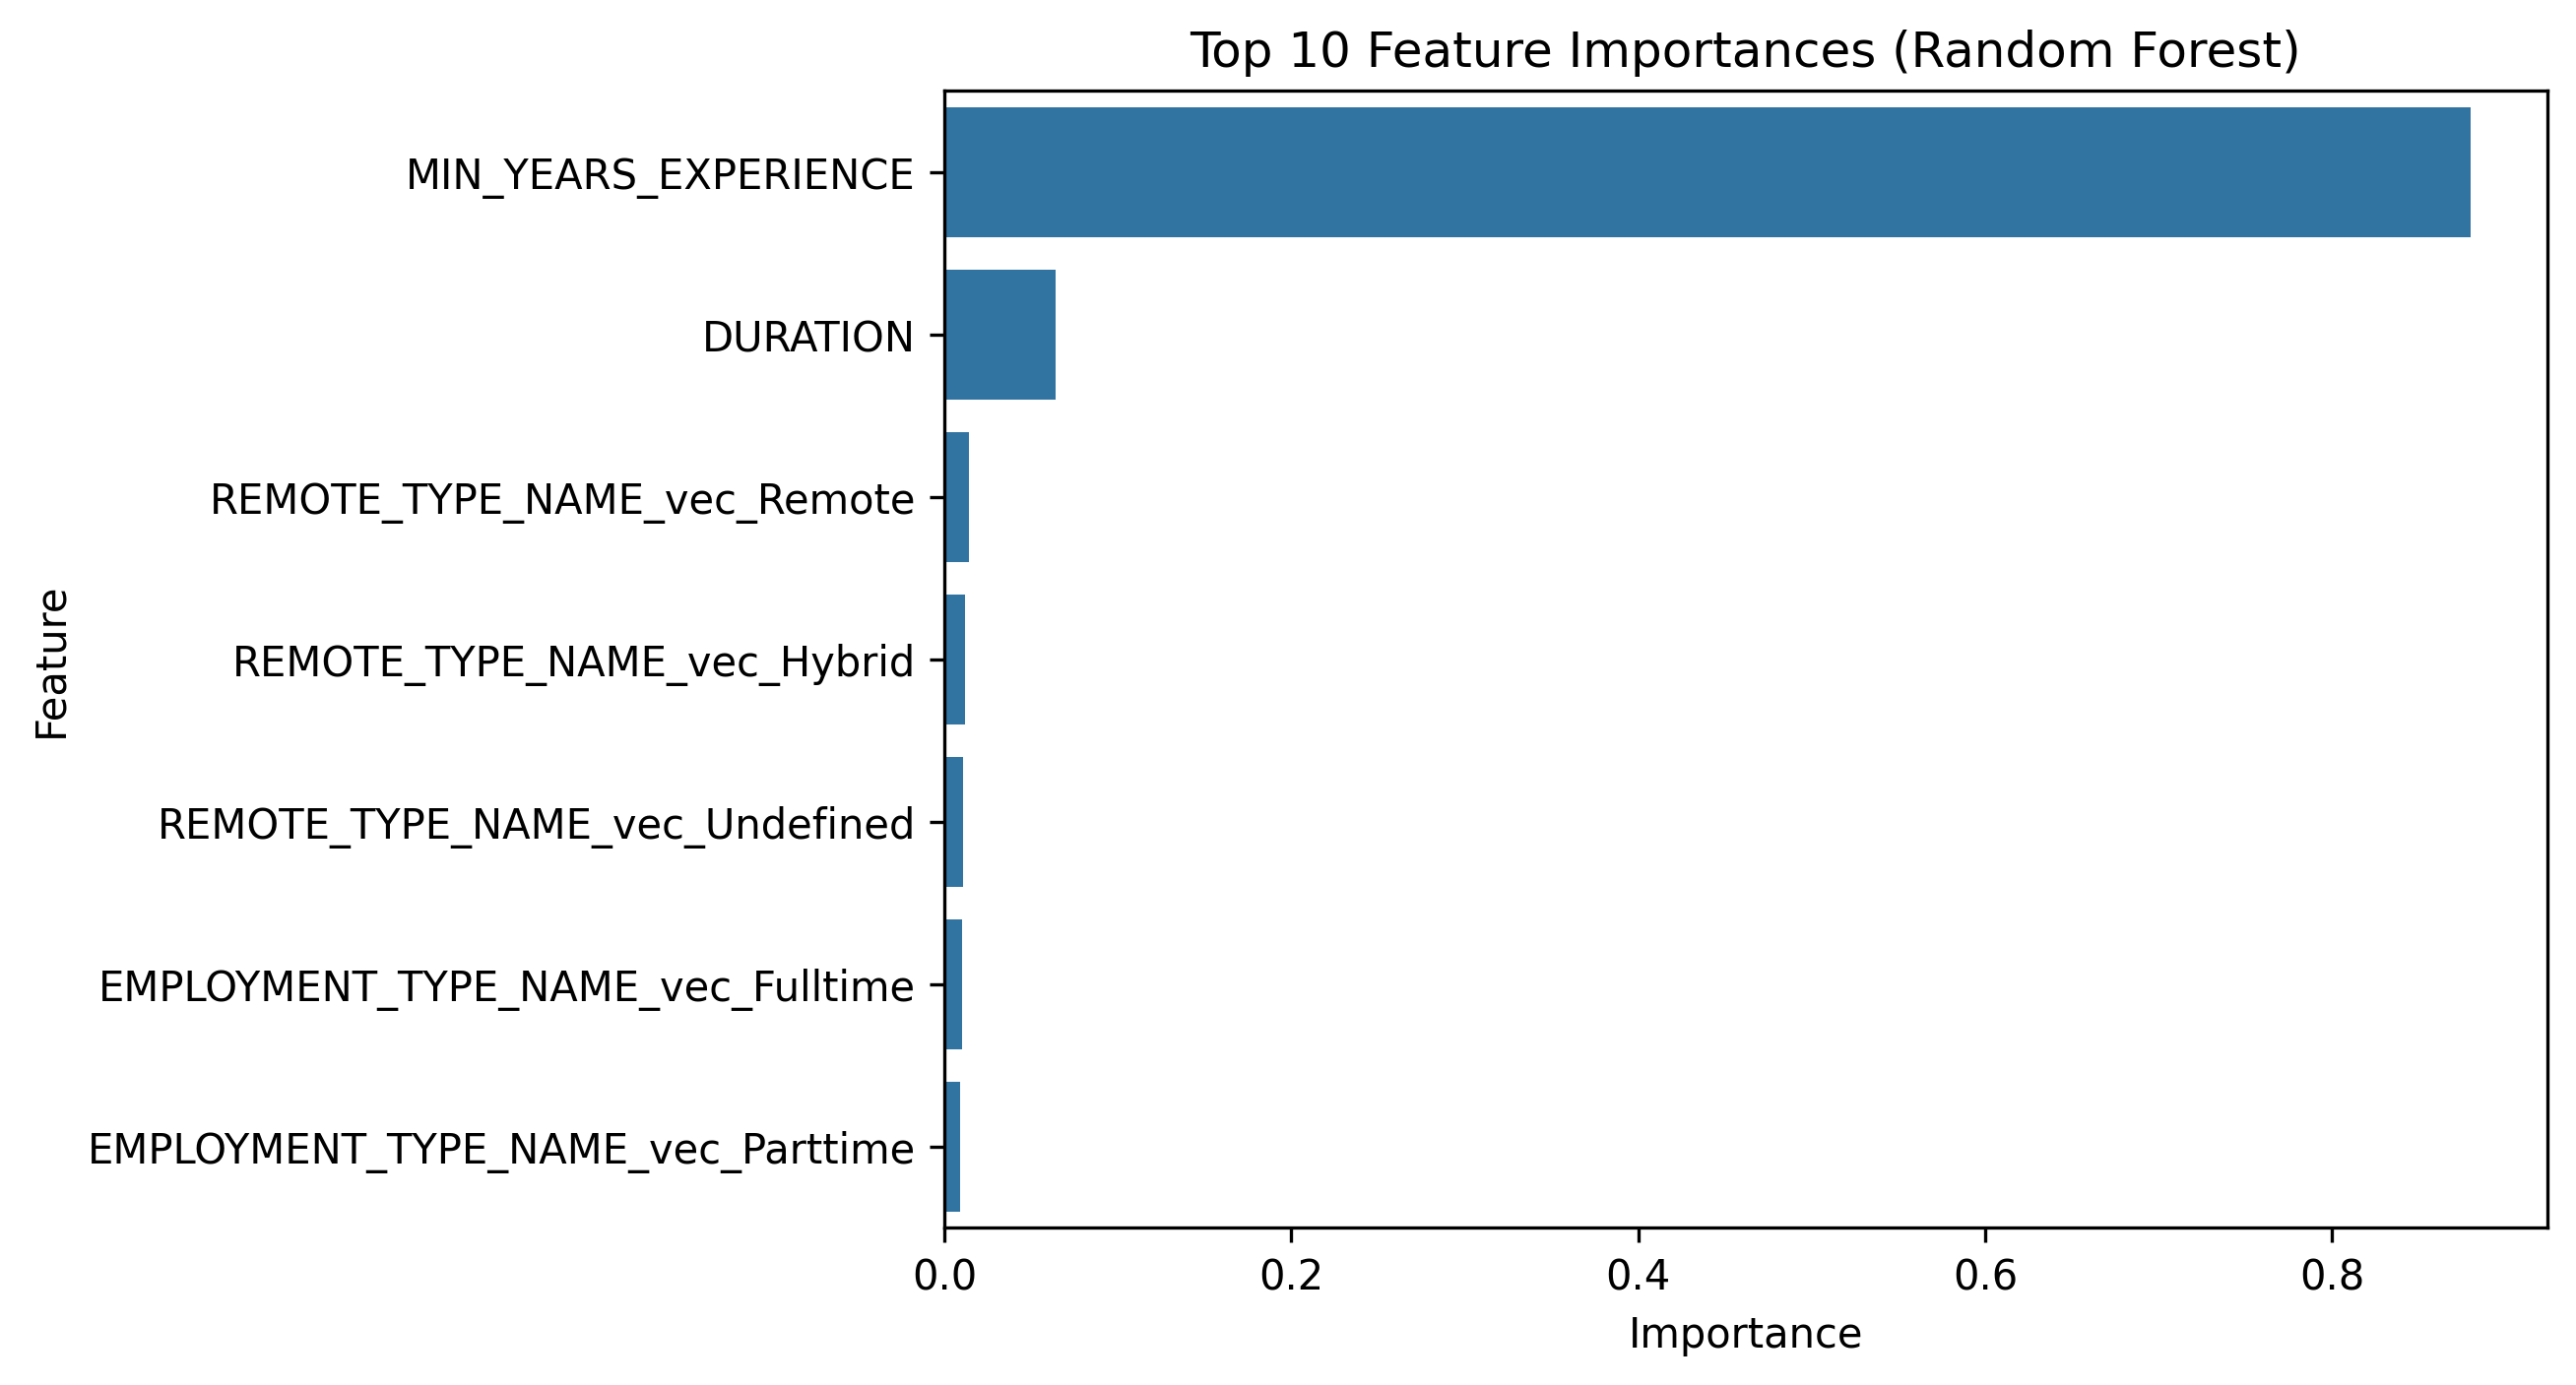 Top 10 Feature Importances (Random Forest)
MIN_YEARS_EXPERIENCE
DURATION
REMOTE_TYPE_NAME_vec_Remote
REMOTE_TYPE_NAME_vec_Hybrid
REMOTE_TYPE_NAME_vec_Undefined
EMPLOYMENT_TYPE_NAME_vec_Fulltime
EMPLOYMENT_TYPE_NAME_vec_Parttime
Feature
0.0 0.2 0.4 0.6 0.8
Importance